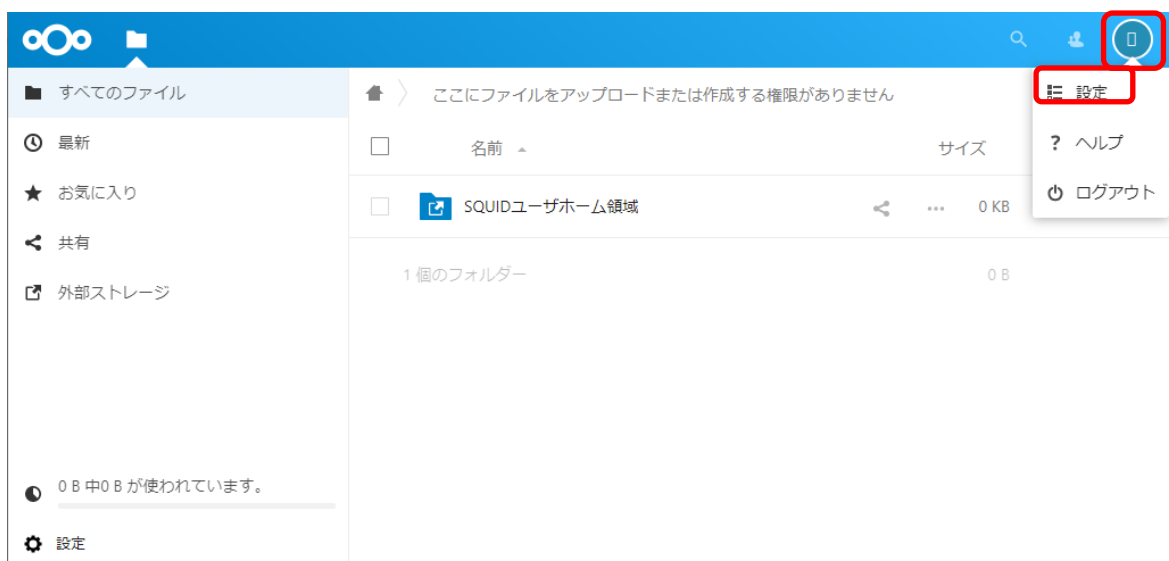 すべてのファイル
最新
お気に入り
共有
外部ストレージ
0 B 中0 B が使われています。
設定
ここにファイルをアップロードまたは作成する権限がありません
名前 サイズ
SQUIDユーザホーム領域 ... 0 KB
1 個のフォルダー 0 B
設定
? ヘルプ
ログアウト